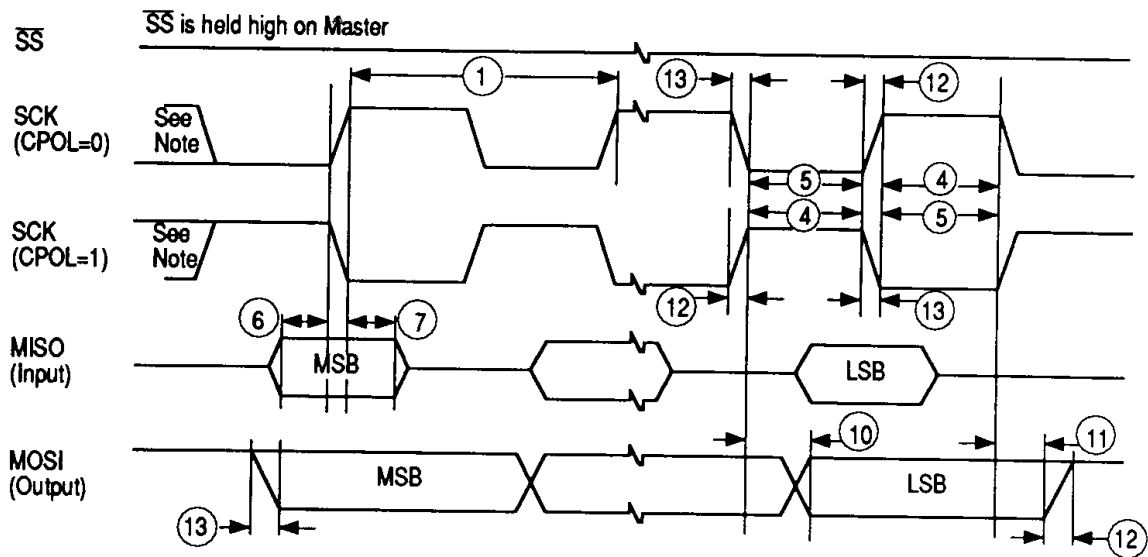 SS is held high on Master
SS
1
13
12
SCK
(CPOL=0)
See
Note
5
4
4
5
SCK
(CPOL=1)
See
Note
12
13
6
7
MISO
(Input)
MSB
LSB
10
11
MOSI
(Output)
MSB
LSB
13
12